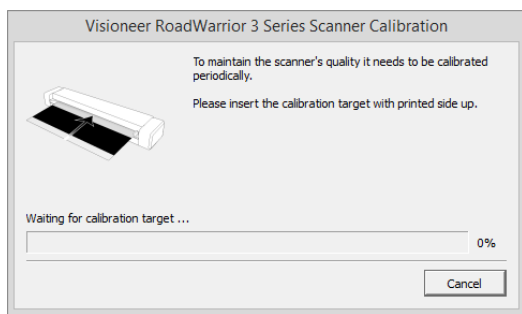 Visioneer RoadWarrior 3 Series Scanner Calibration
To maintain the scanner's quality it needs to be calibrated
periodically.
Please insert the calibration target with printed side up.
Waiting for calibration target ...
0%
Cancel